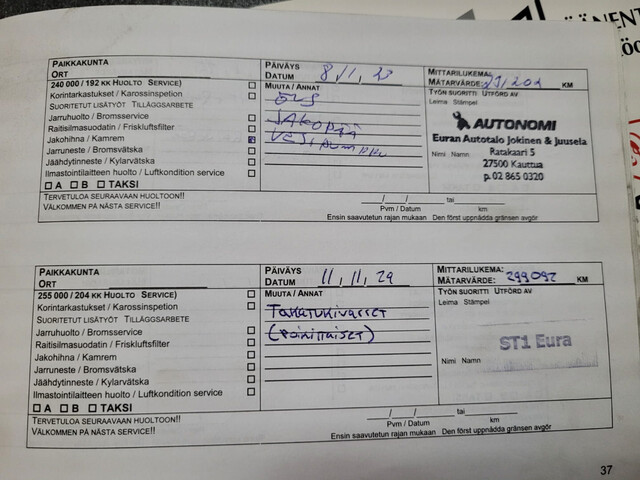 PAIKKAKUNTA
ORT
PÄIVÄYS
DATUM
MITTARILUKEMA:
MÄTARVÄRDE: KM
240 000 / 192 KK HUOLTO SERVICE)
MUUTA / ANNAT
TYÖN SUORITTI UTFÖRD AV
Leima Stämpel
Korintarkastukset / Karossinspetion
SUORITETUT LISÄTYÖT TILLÄGGSARBETE
Jarruhuolto / Bromsservice
Raitisilmasuodatin / Friskluftsfilter
Jakohihna / Kamrem
Jarruneste / Bromsvätska
Jäähdytinneste / Kylarvätska
Ilmastointilaitteen huolto / Luftkondition service
JAKOPÄÄ
VESIPUMPPU
AUTONOMI
Euran Autotalo Jokinen & Juusela
Ratakaari 5
Nimi Namn
27500 Kauttua
p.02 865 0320
A B TAKSI
TERVETULOA SEURAAVAAN HUOLTOON!!
VÄLKOMMEN PÅ NÄSTA SERVICE!!
/ / tai
Pvm / Datum km
Ensin saavutetun rajan mukaan Den först uppnådda gränsen avgör
PAIKKAKUNTA
ORT
PÄIVÄYS
DATUM
MITTARILUKEMA:
MÄTARVÄRDE: 299092 KM
255 000 / 204 KK HUOLTO SERVICE)
MUUTA / ANNAT
TYÖN SUORITTI UTFÖRD AV
Leima Stämpel
Korintarkastukset / Karossinspetion
SUORITETUT LISÄTYÖT TILLÄGGSARBETE
Jarruhuolto / Bromsservice
Raitisilmasuodatin / Friskluftsfilter
Jakohihna / Kamrem
Jarruneste / Bromsvätska
Jäähdytinneste / Kylarvätska
Ilmastointilaitteen huolto / Luftkondition service
TAKATUKIVARRET
(POIKITTAISET)
ST1 Eura
Nimi Namn
A B TAKSI
TERVETULOA SEURAAVAAN HUOLTOON!!
VÄLKOMMEN PÅ NÄSTA SERVICE!!
/ / tai
Pvm / Datum km
Ensin saavutetun rajan mukaan Den först uppnådda gränsen avgör
37